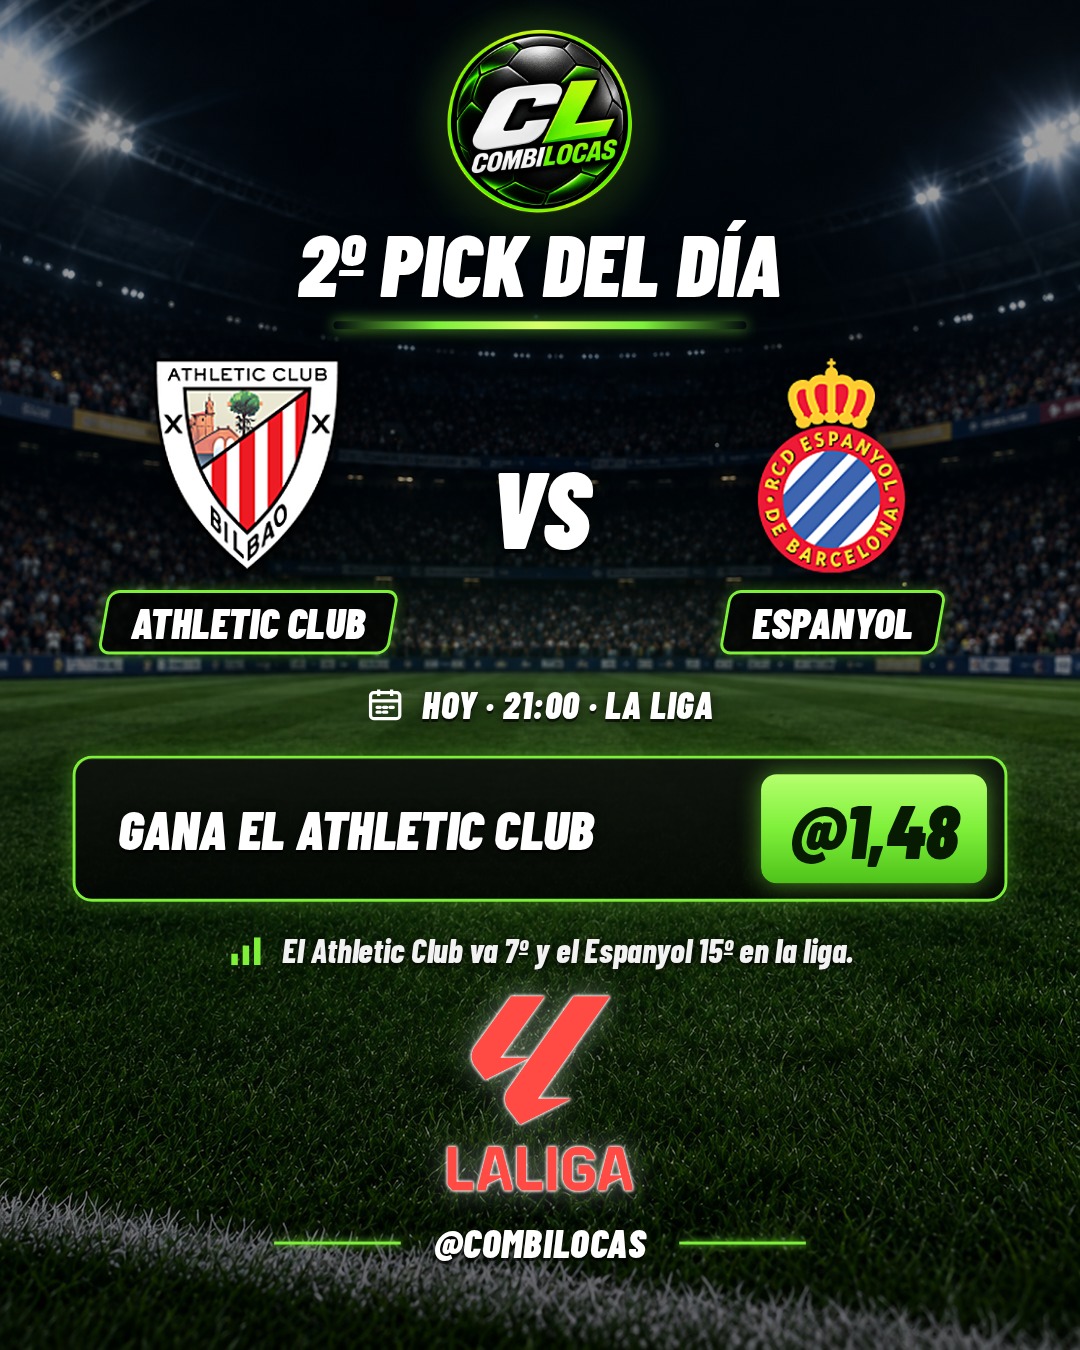 CL
COMBILOCAS
2º PICK DEL DÍA
ATHLETIC CLUB
BILBAO
RCD ESPANYOL
DE BARCELONA
VS
ATHLETIC CLUB
ESPANYOL
HOY · 21:00 · LA LIGA
GANA EL ATHLETIC CLUB
@1,48
El Athletic Club va 7º y el Espanyol 15º en la liga.
LALIGA
@COMBILOCAS